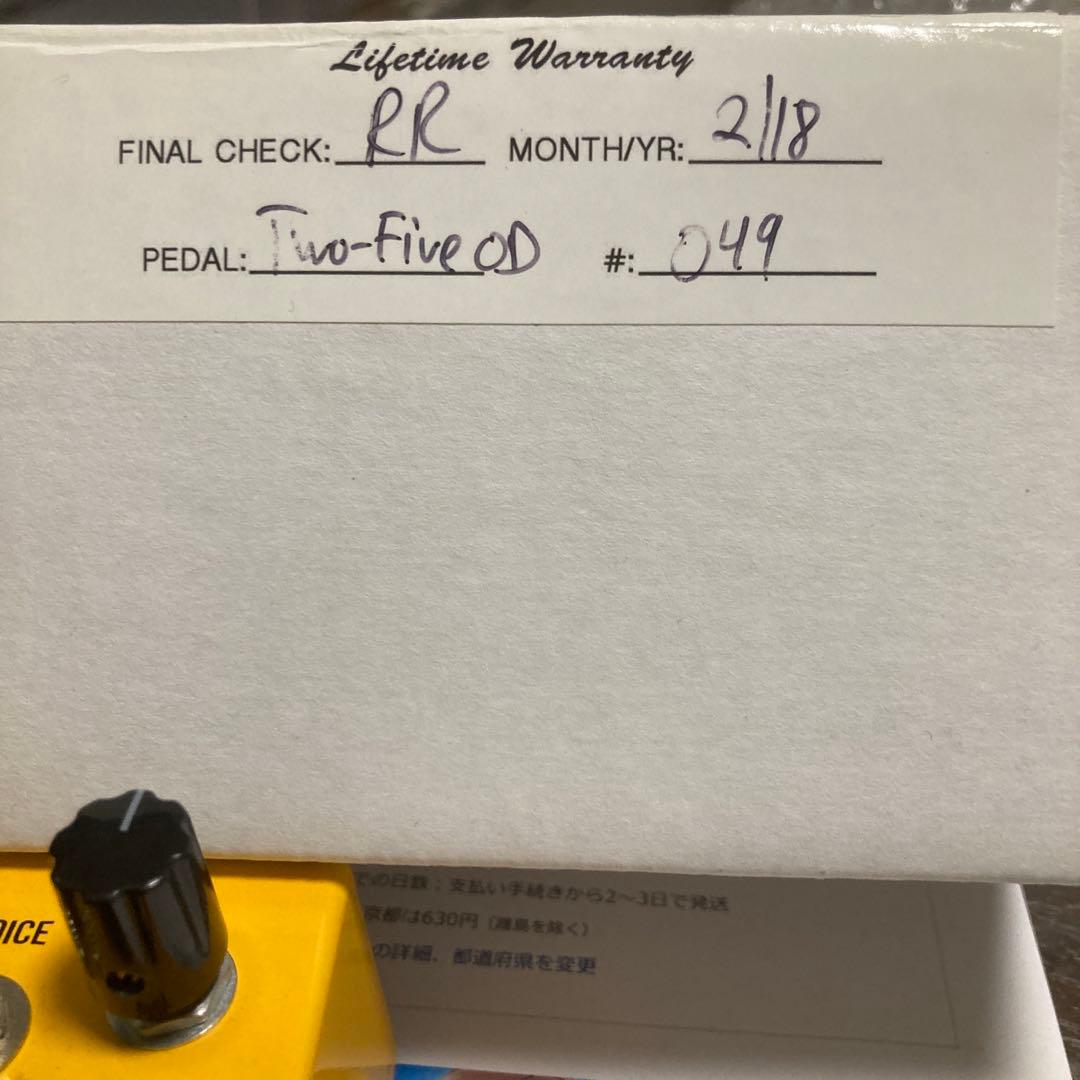 Lifetime Warranty
FINAL CHECK: RR MONTH/YR: 2/18
PEDAL: Two-Five OD #: 049
での日数：支払い手続きから2〜3日で発送
京都は630円（離島を除く）
の詳細、都道府県を変更
OICE